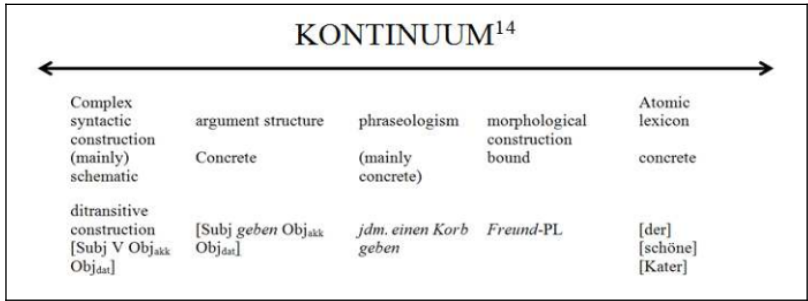 KONTINUUM14
Complex
syntactic
construction
(mainly)
schematic
argument structure
Concrete
phraseologism
(mainly
concrete)
morphological
construction
bound
Atomic
lexicon
concrete
ditransitive
construction
[Subj V Objakk
Objdat]
[Subj geben Objakk
Objdat]
jdm. einen Korb
geben
Freund-PL
[der]
[schöne]
[Kater]